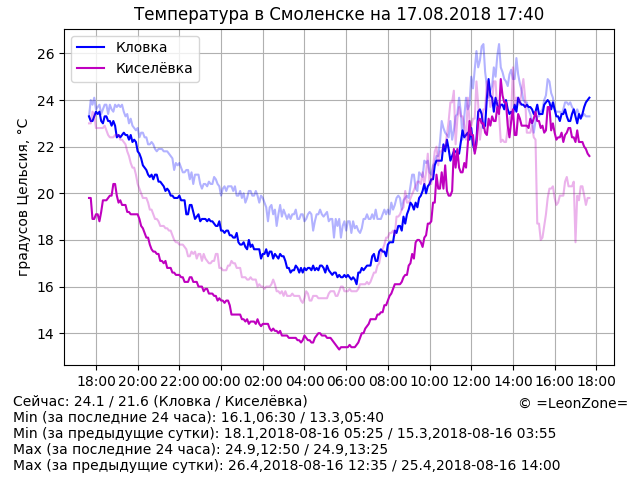 Температура в Смоленске на 17.08.2018 17:40
Кловка
Киселёвка
градусов Цельсия, °C
26
24
22
20
18
16
14
18:00 20:00 22:00 00:00 02:00 04:00 06:00 08:00 10:00 12:00 14:00 16:00 18:00
Сейчас: 24.1 / 21.6 (Кловка / Киселёвка)
© =LeonZone=
Min (за последние 24 часа): 16.1,06:30 / 13.3,05:40
Min (за предыдущие сутки): 18.1,2018-08-16 05:25 / 15.3,2018-08-16 03:55
Max (за последние 24 часа): 24.9,12:50 / 24.9,13:25
Max (за предыдущие сутки): 26.4,2018-08-16 12:35 / 25.4,2018-08-16 14:00